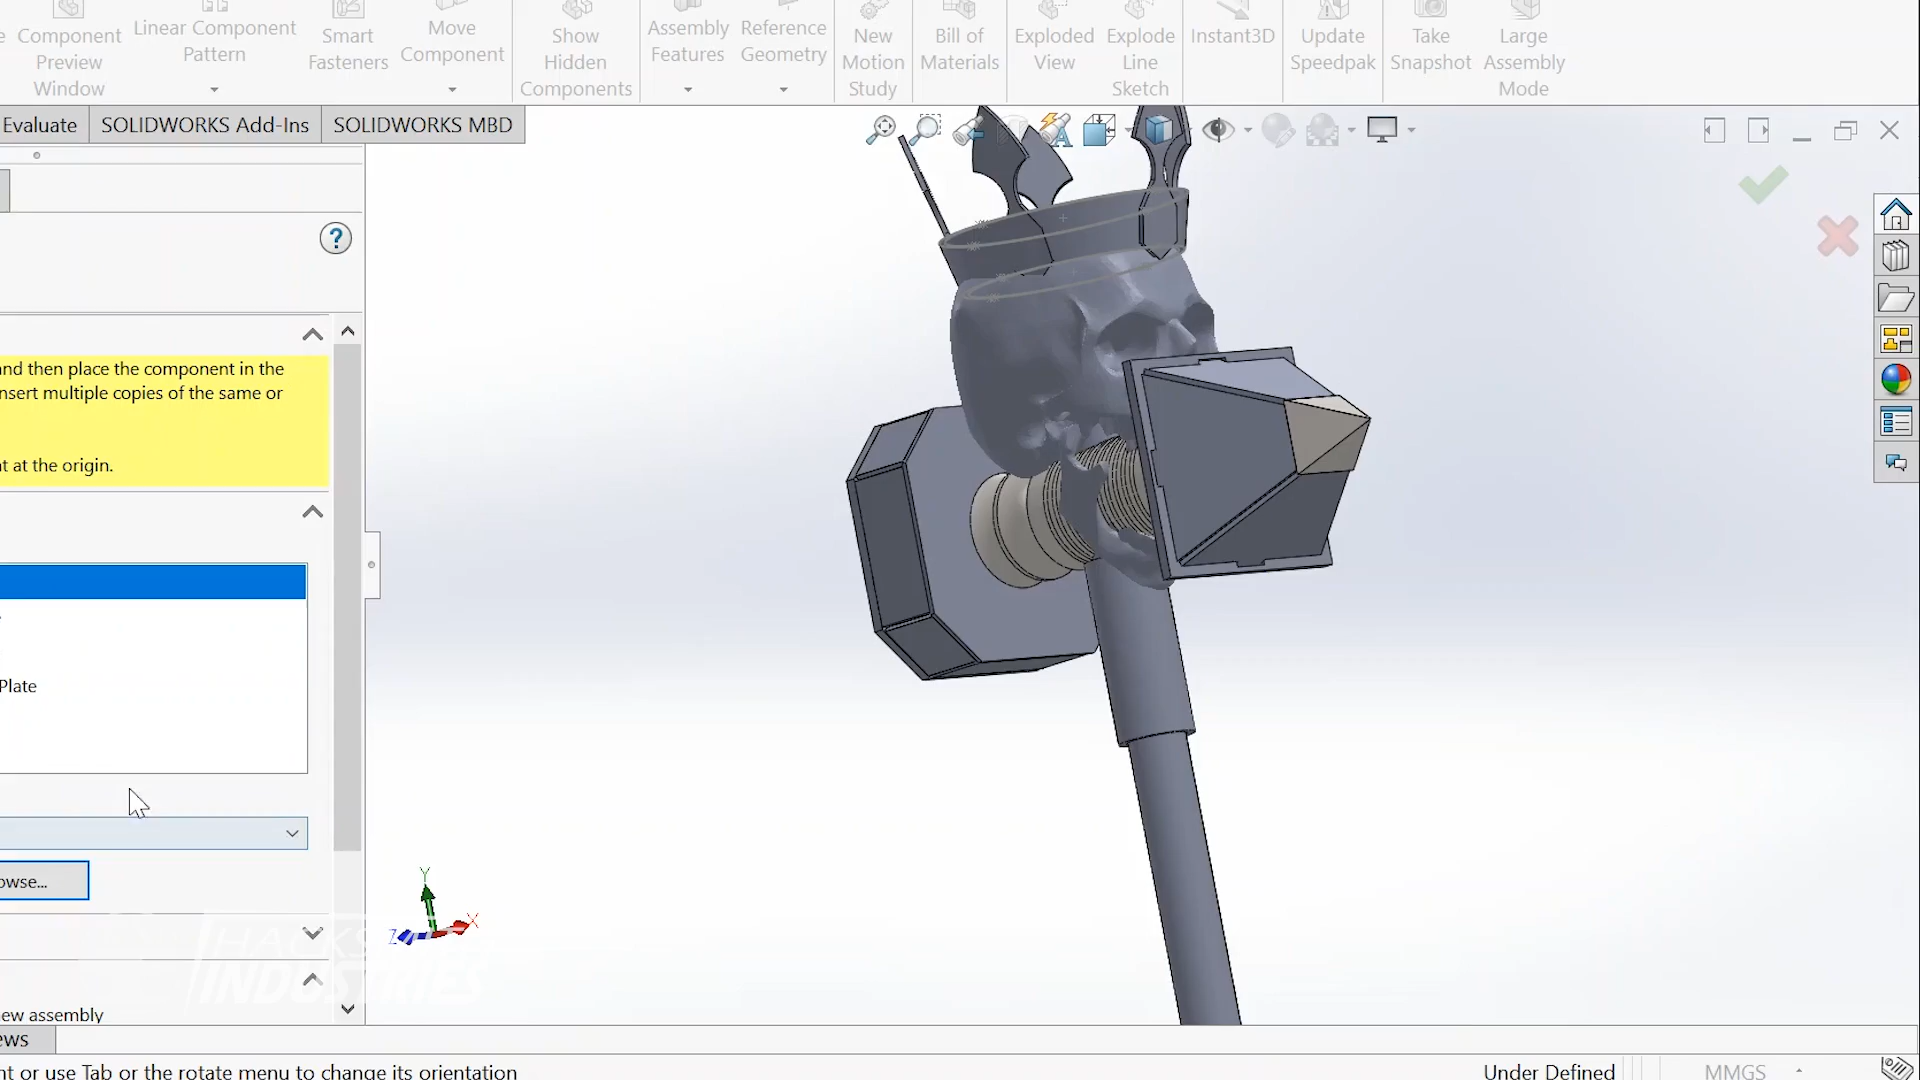 Component
Preview
Window
Linear Component
Pattern
Smart
Fasteners
Move
Component
Show
Hidden
Components
Assembly
Features
Reference
Geometry
New
Motion
Study
Bill of
Materials
Exploded
View
Explode
Line
Sketch
Instant3D
Update
Speedpak
Take
Snapshot
Large
Assembly
Mode
Evaluate
SOLIDWORKS Add-Ins
SOLIDWORKS MBD
?
and then place the component in the
nsert multiple copies of the same or
t at the origin.
Plate
owse...
Y
X
Z
HACKS
INDUSTRIES
ew assembly
ews
nt or use Tab or the rotate menu to change its orientation
Under Defined
MMGS